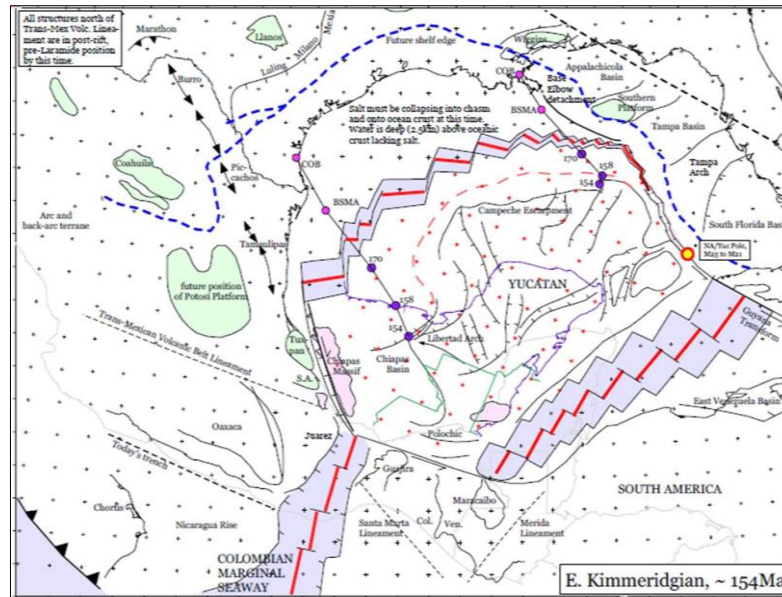 All structures north of
Trans-Mex Volc. Linea-
ment are in post-rift,
pre-Laramide position
by this time.
Marathon
Llanos
Mexia
Milano
Luling
Burro
Future shelf edge
Wiggins
COB
Base
Elbow
detachment
Appalachicola
Basin
BSMA
Southern
Platform
Tampa Basin
Tampa
Arch
South Florida Basi
Salt must be collapsing into chasm
and onto ocean crust at this time.
Water is deep (2.5km) above oceanic
crust lacking salt.
Coahuila
Pic-
cachos
COB
BSMA
170
158
154
Campeche Escarpment
NA/Yuc Pole,
M25 to M21
Arc and
back-arc terrane
Tamaulipas
future position
of Potosi Platform
170
158
154
YUCATAN
Libertad Arch
Guyana
Transform
Trans-Mexican Volcanic Belt Lineament
Tux-
pan
S.A.
Chiapas
Massif
Chiapas
Basin
East Venezuela Basin
Oaxaca
Juarez
Polochic
Today's trench
Guajira
Maracaibo
SOUTH AMERICA
Chortis
Nicaragua Rise
Santa Marta
Lineament
Col.
Ven.
Merida
Lineament
COLOMBIAN
MARGINAL
SEAWAY
E. Kimmeridgian, ~ 154Ma